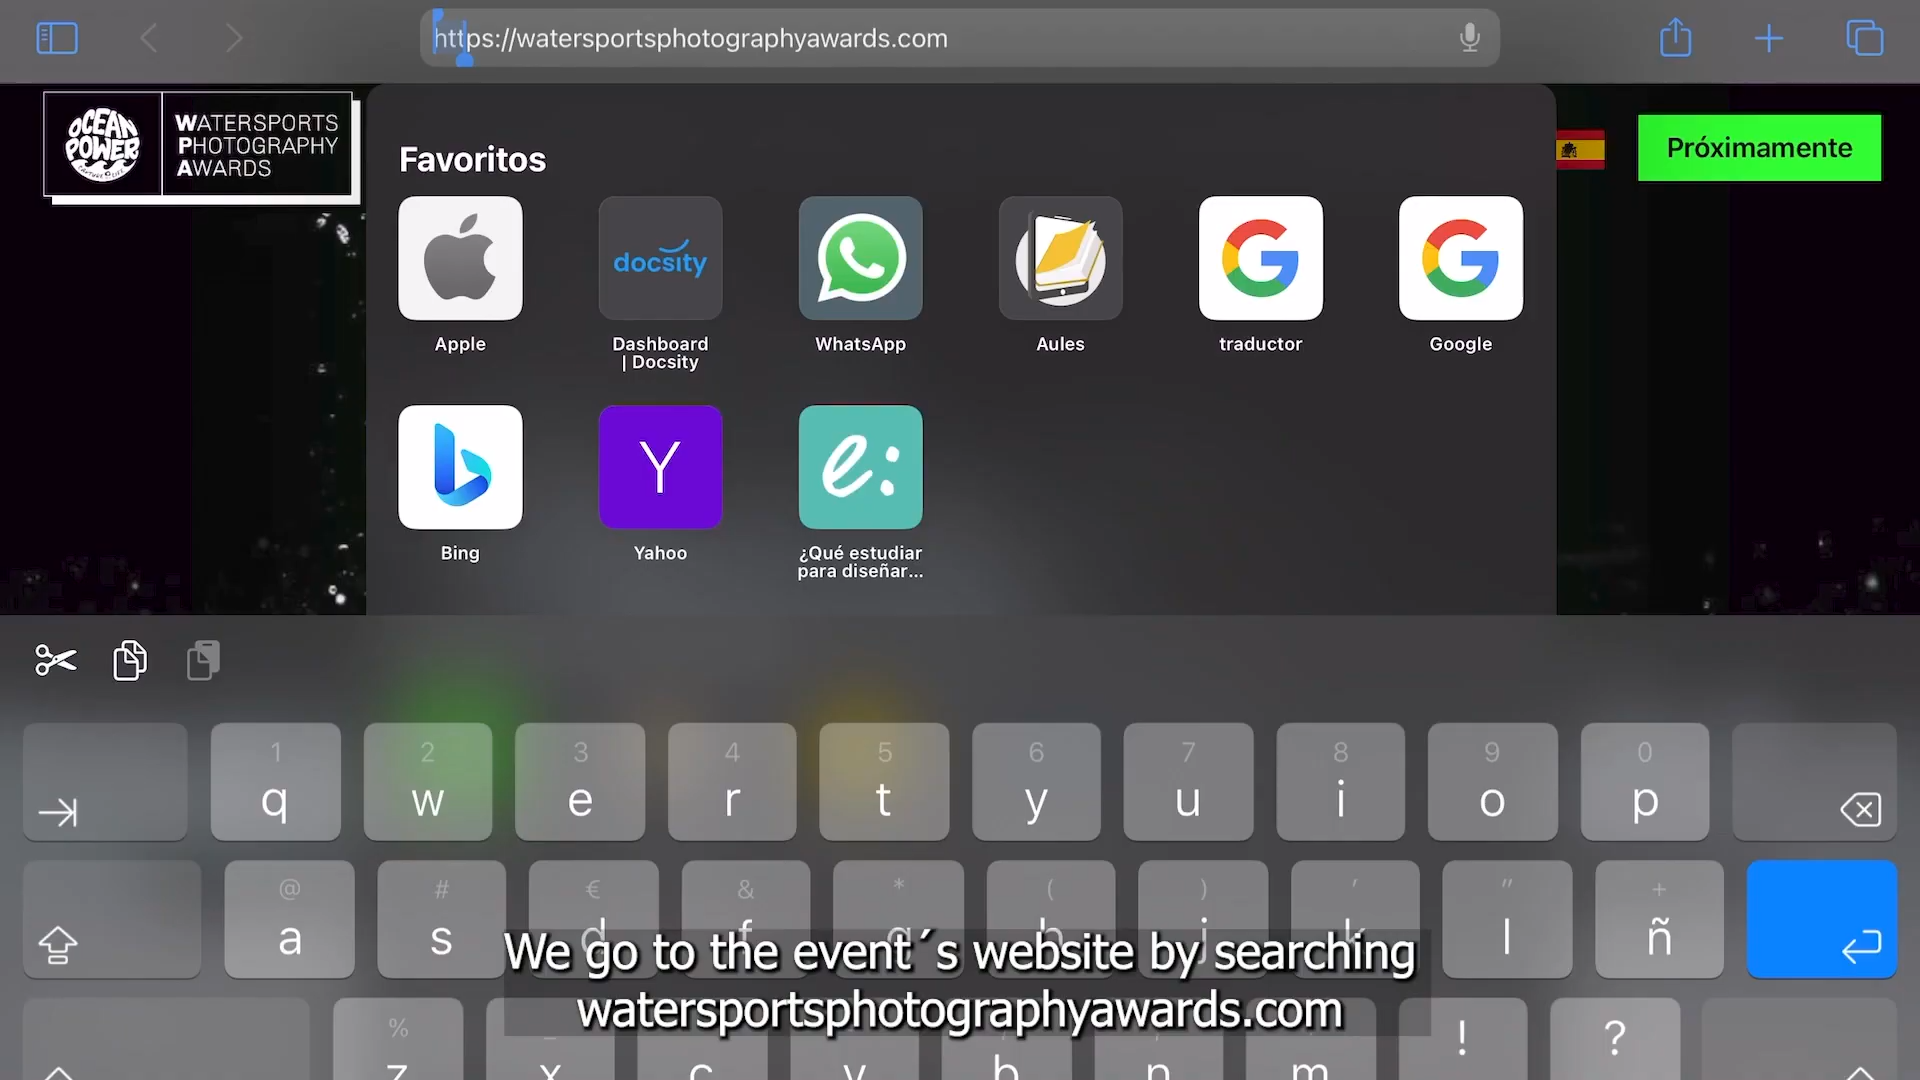 https://watersportsphotographyawards.com
OCEAN
POWER
WATERSPORTS
PHOTOGRAPHY
AWARDS
Próximamente
Favoritos
Apple
docsity
Dashboard
| Docsity
WhatsApp
Aules
traductor
Google
Bing
Y
Yahoo
e:
¿Qué estudiar
para diseñar...
1 2 3 4 5 6 7 8 9 0
q w e r t y u i o p
@ # € & * ( ) ' " +
a s d f g h j k l ñ
We go to the event´s website by searching
watersportsphotographyawards.com
% ! ?
z x c v b n m